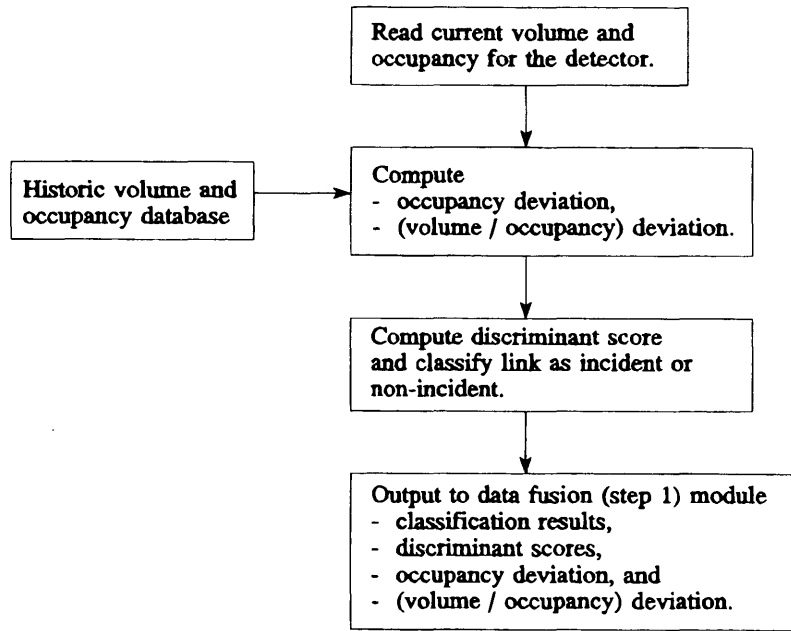 Read current volume and
occupancy for the detector.
Historic volume and
occupancy database
Compute
- occupancy deviation,
- (volume / occupancy) deviation.
Compute discriminant score
and classify link as incident or
non-incident.
Output to data fusion (step 1) module
- classification results,
- discriminant scores,
- occupancy deviation, and
- (volume / occupancy) deviation.